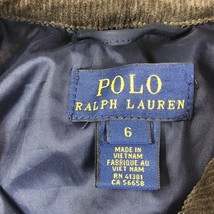 POLO
RALPH LAUREN
6
MADE IN
VIETNAM
FABRIQUÉ AU
VIET NAM
RN 41381
CA 56658